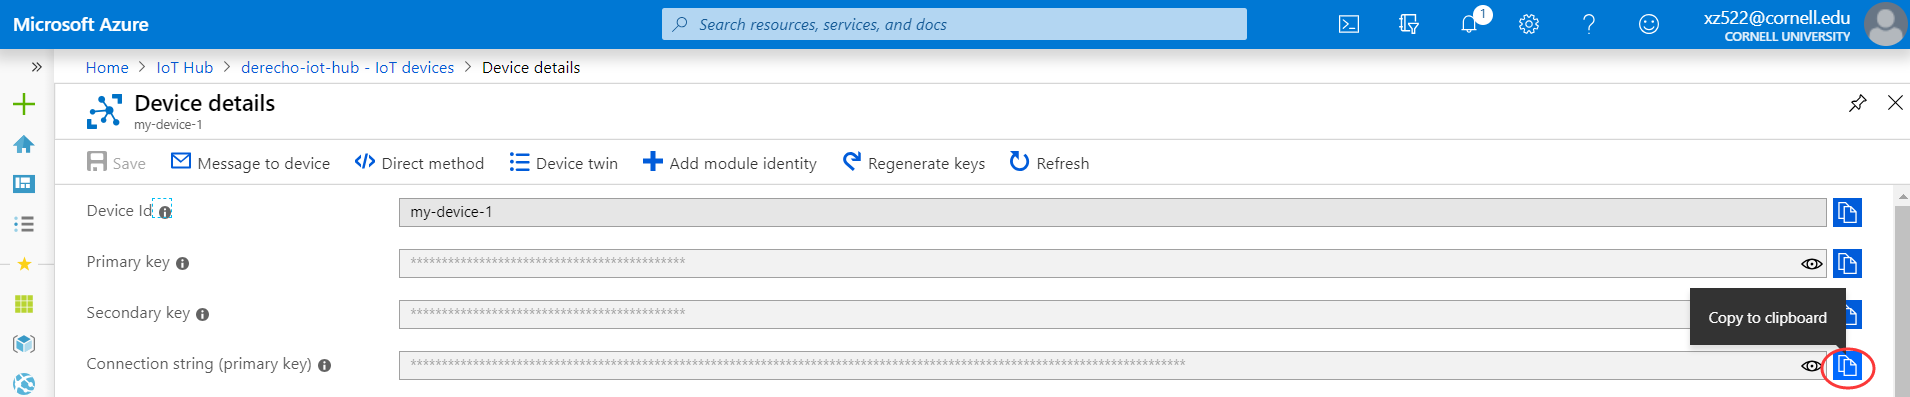 Microsoft Azure
Search resources, services, and docs
1
xz522@cornell.edu
CORNELL UNIVERSITY
Home > IoT Hub > derecho-iot-hub - IoT devices > Device details
Device details
my-device-1
Save Message to device Direct method Device twin Add module identity Regenerate keys Refresh
Device Id my-device-1
Primary key ********************************************
Secondary key ********************************************
Copy to clipboard
Connection string (primary key) ****************************************************************************************************************************